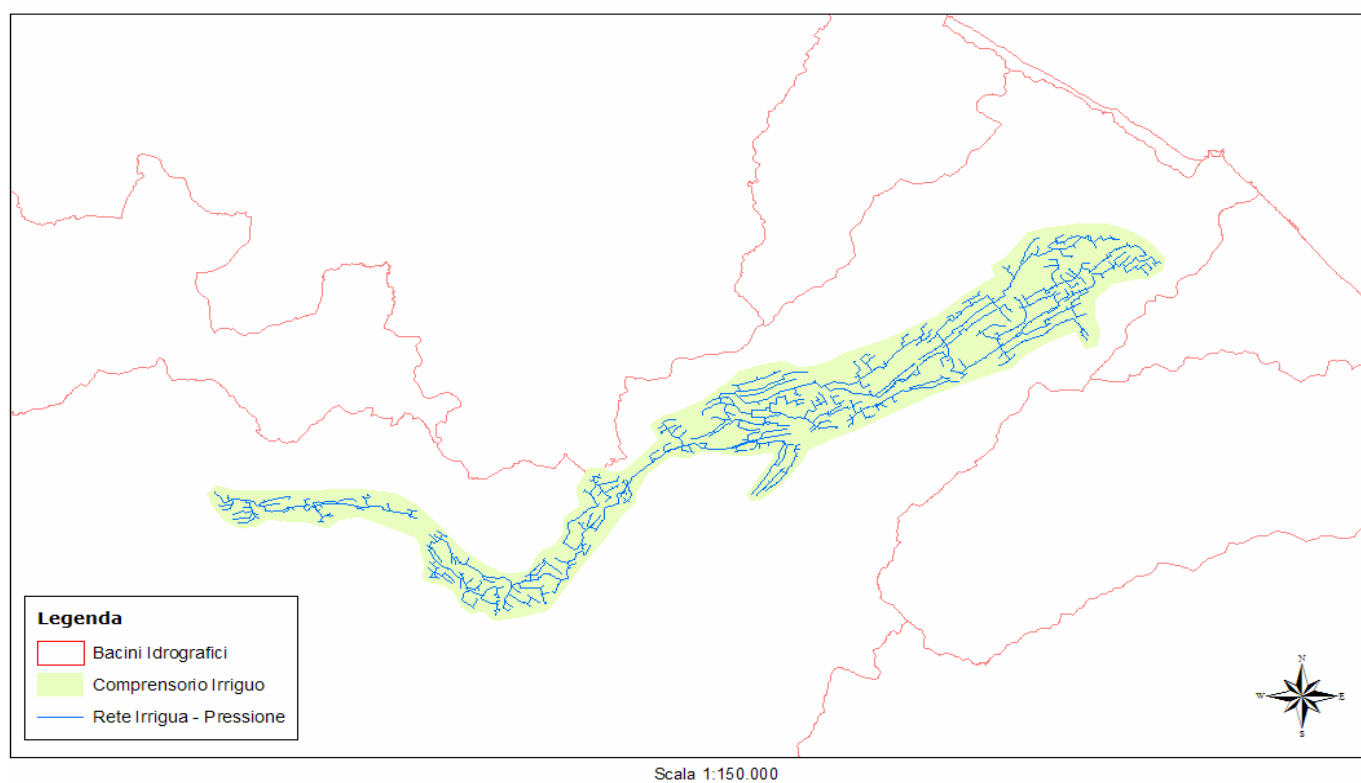 Legenda
Bacini Idrografici
Comprensorio Irriguo
Rete Irrigua - Pressione
N
W E
S
Scala 1:150.000